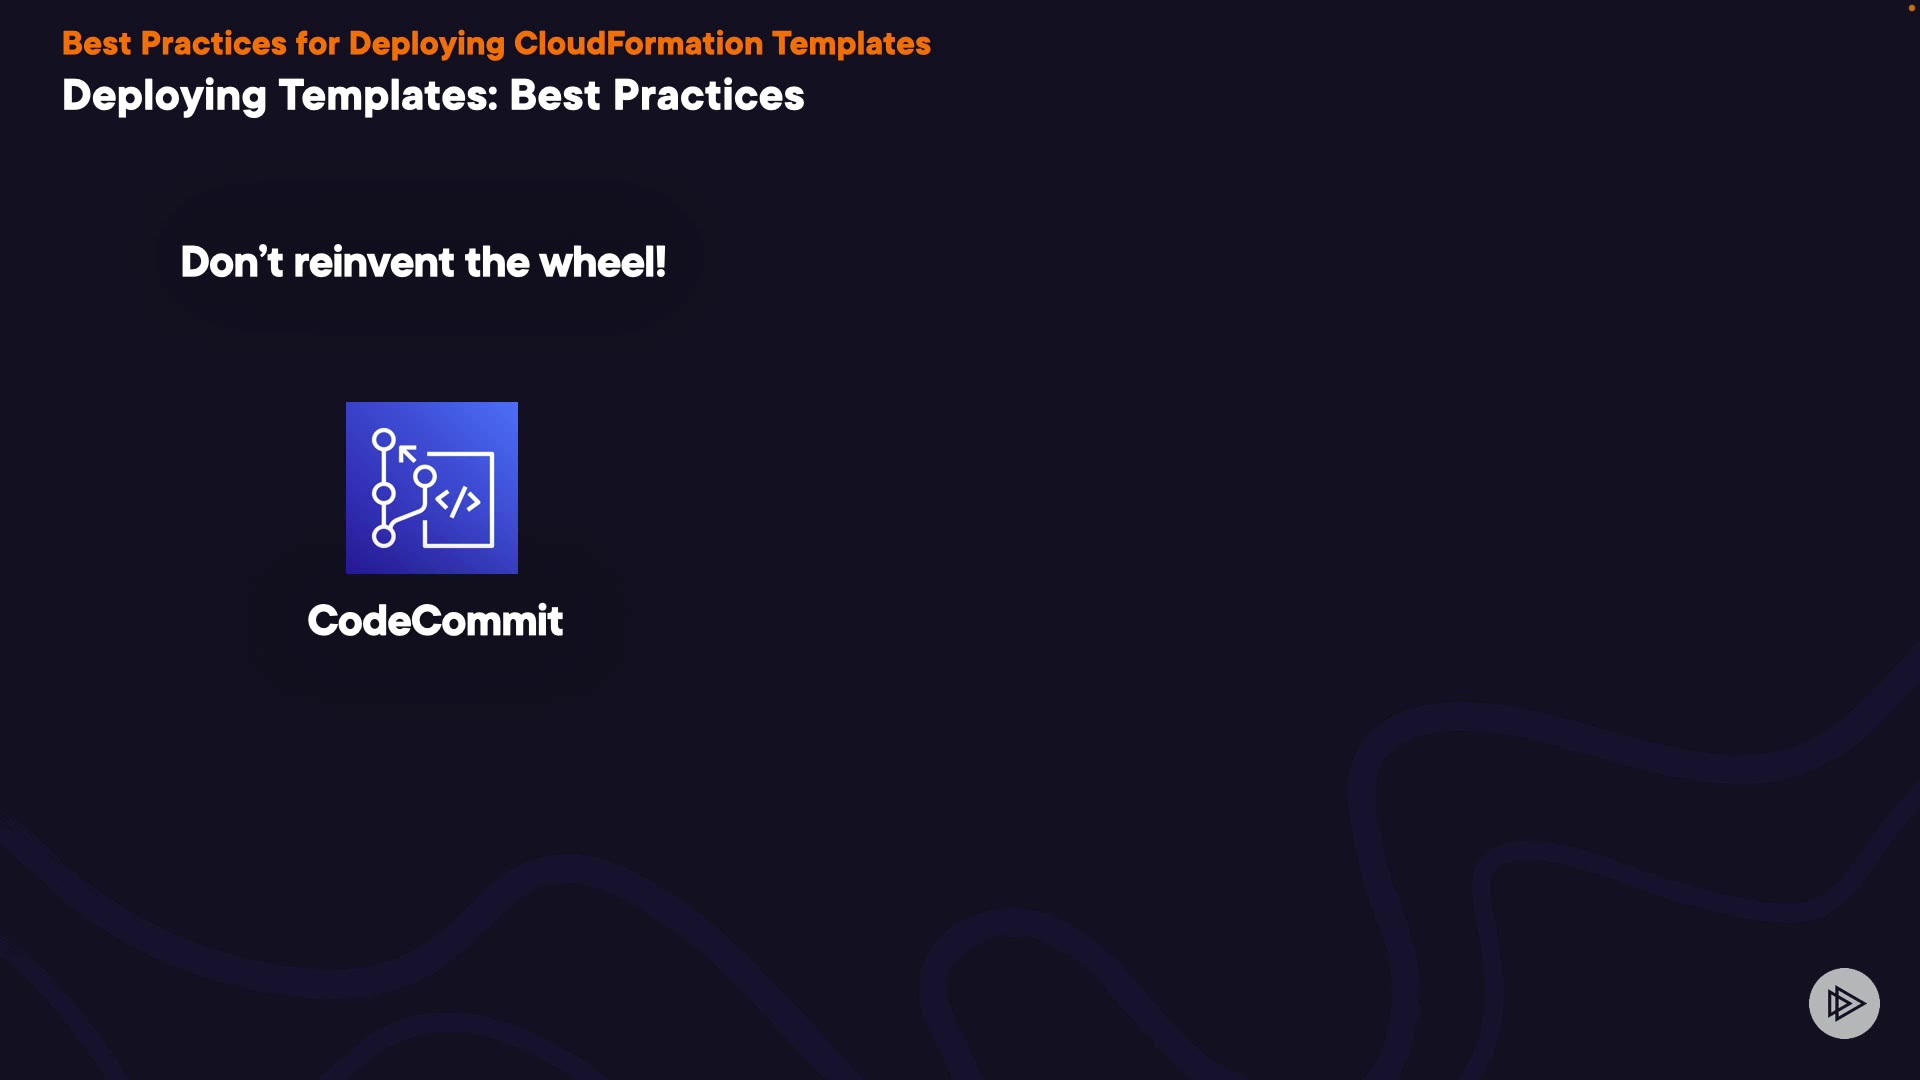 Best Practices for Deploying CloudFormation Templates
Deploying Templates: Best Practices
Don’t reinvent the wheel!
</>
CodeCommit